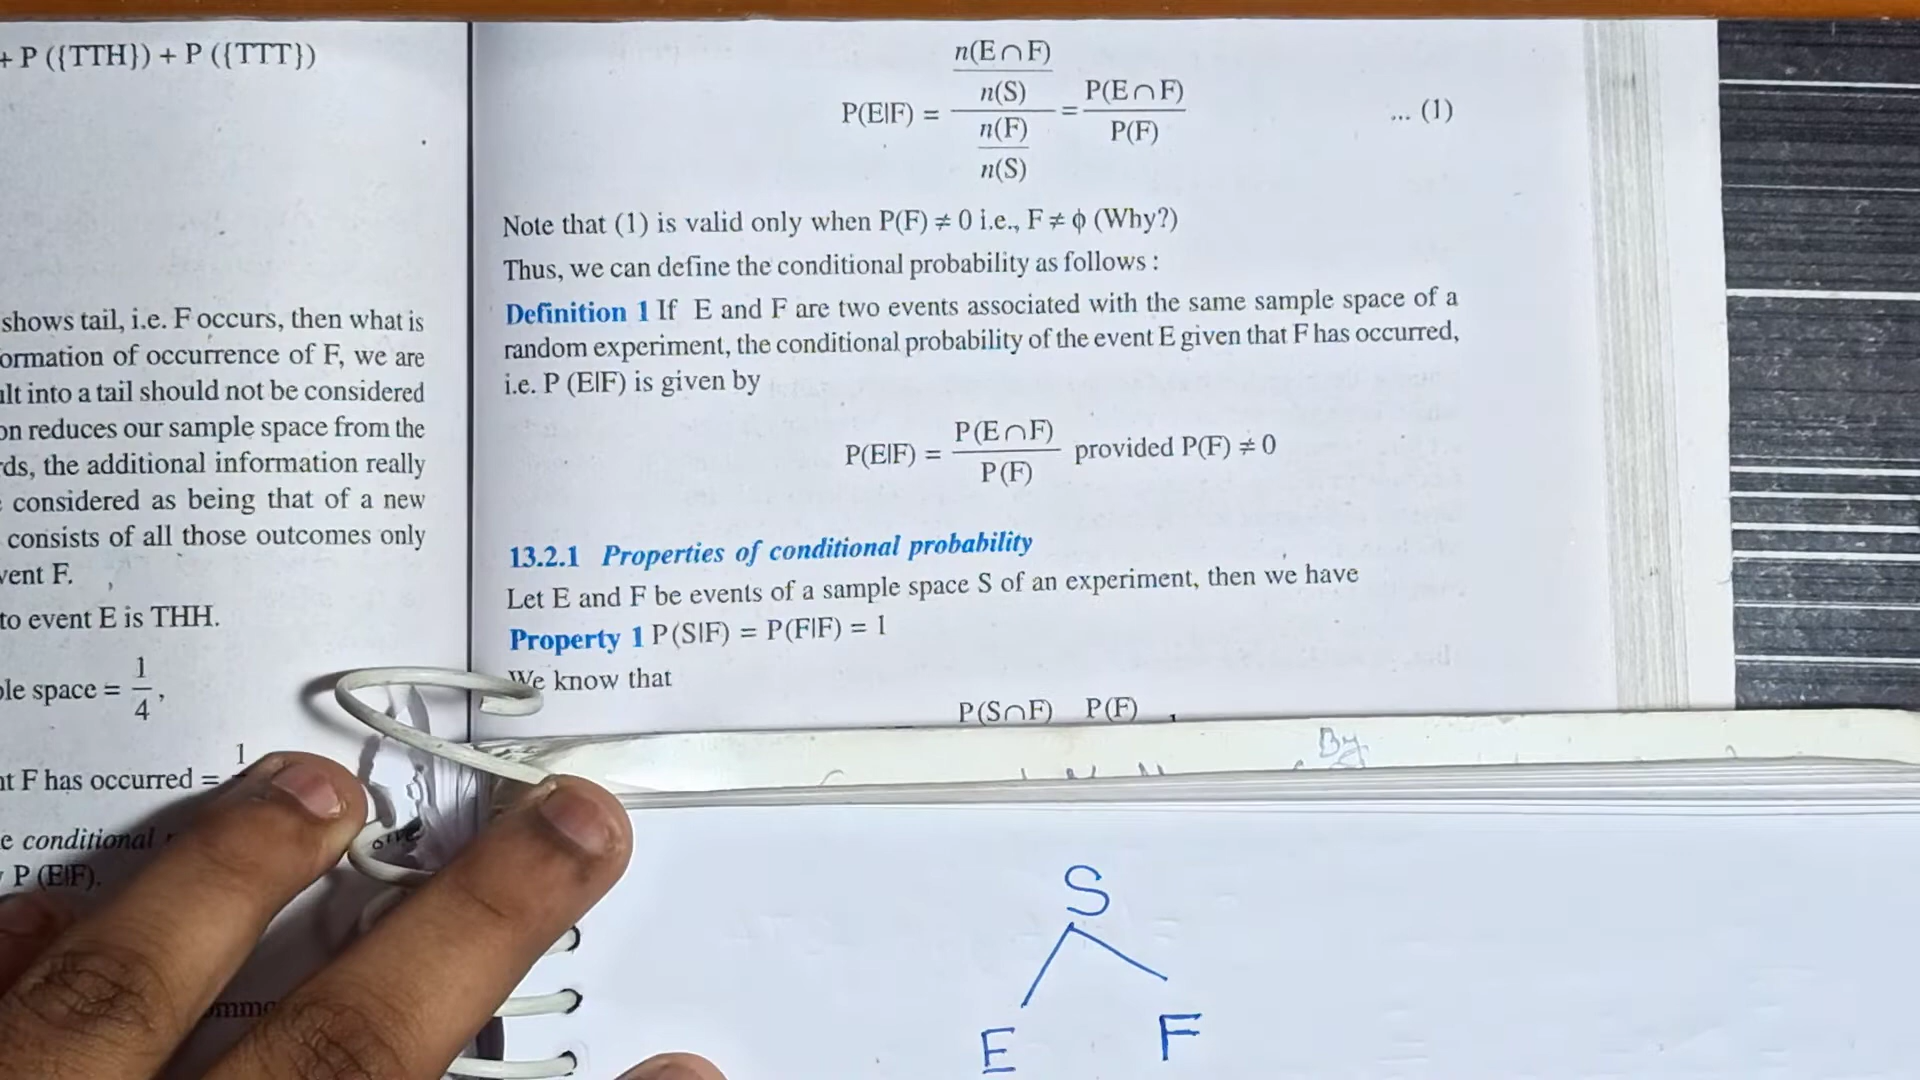 + P ({TTH}) + P ({TTT})
shows tail, i.e. F occurs, then what is
ormation of occurrence of F, we are
ult into a tail should not be considered
on reduces our sample space from the
rds, the additional information really
considered as being that of a new
consists of all those outcomes only
vent F.
to event E is THH.
ple space = 1/4 ,
nt F has occurred = 1
e conditional
P (E|F).
P(E|F) = (n(E∩F)/n(S)) / (n(F)/n(S)) = P(E∩F)/P(F) ... (1)
Note that (1) is valid only when P(F) ≠ 0 i.e., F ≠ ϕ (Why?)
Thus, we can define the conditional probability as follows :
Definition 1 If E and F are two events associated with the same sample space of a
random experiment, the conditional probability of the event E given that F has occurred,
i.e. P (E|F) is given by
P(E|F) = P(E∩F)/P(F) provided P(F) ≠ 0
13.2.1 Properties of conditional probability
Let E and F be events of a sample space S of an experiment, then we have
Property 1 P(S|F) = P(F|F) = 1
We know that
P(S∩F) P(F)
By
S
E F